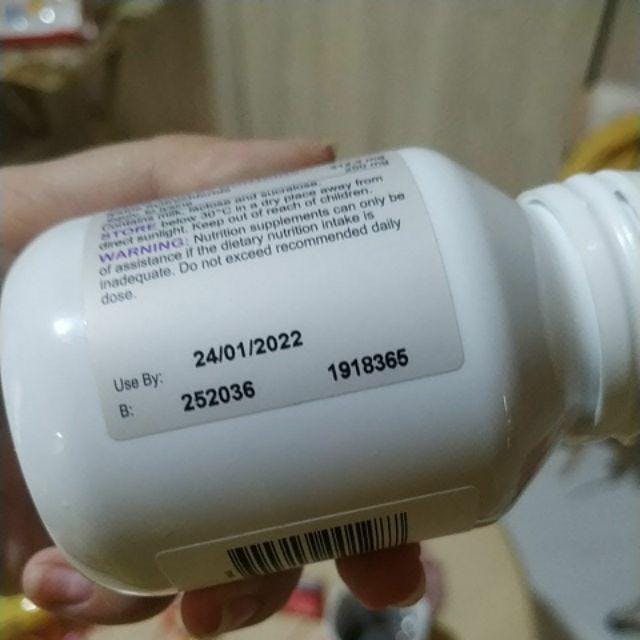 250 mg
milk, lactose and sucralose.
STORE below 30°C in a dry place away from
direct sunlight. Keep out of reach of children.
WARNING: Nutrition supplements can only be
of assistance if the dietary nutrition intake is
inadequate. Do not exceed recommended daily
dose.
Use By: 24/01/2022
B: 252036 1918365